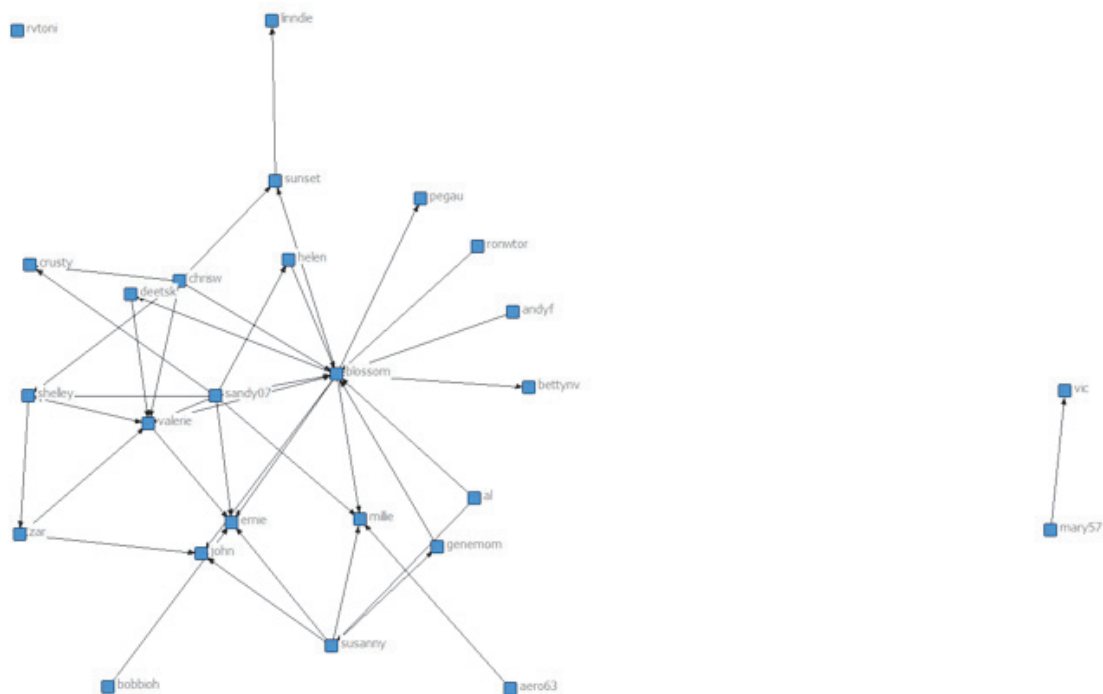 linndie
rvtoni
sunset
pegau
ronwtor
helen
crusty
chrisw
deetsk
andyf
blossom
bettynv
vic
shelley
sandy07
valerie
al
ernie
millie
mary57
zar
john
genemom
susanny
bobbioh
aero63